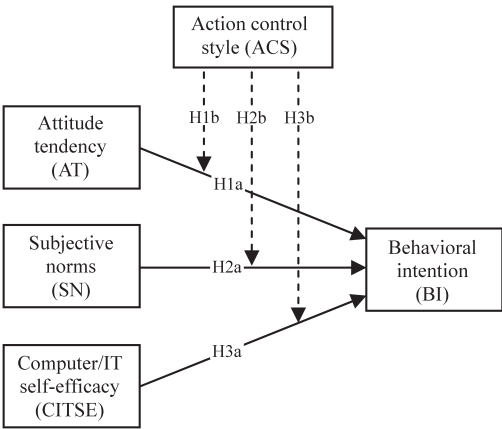 Action control
style (ACS)
H1b
H2b
H3b
Attitude
tendency
(AT)
H1a
Subjective
norms
(SN)
H2a
Behavioral
intention
(BI)
H3a
Computer/IT
self-efficacy
(CITSE)